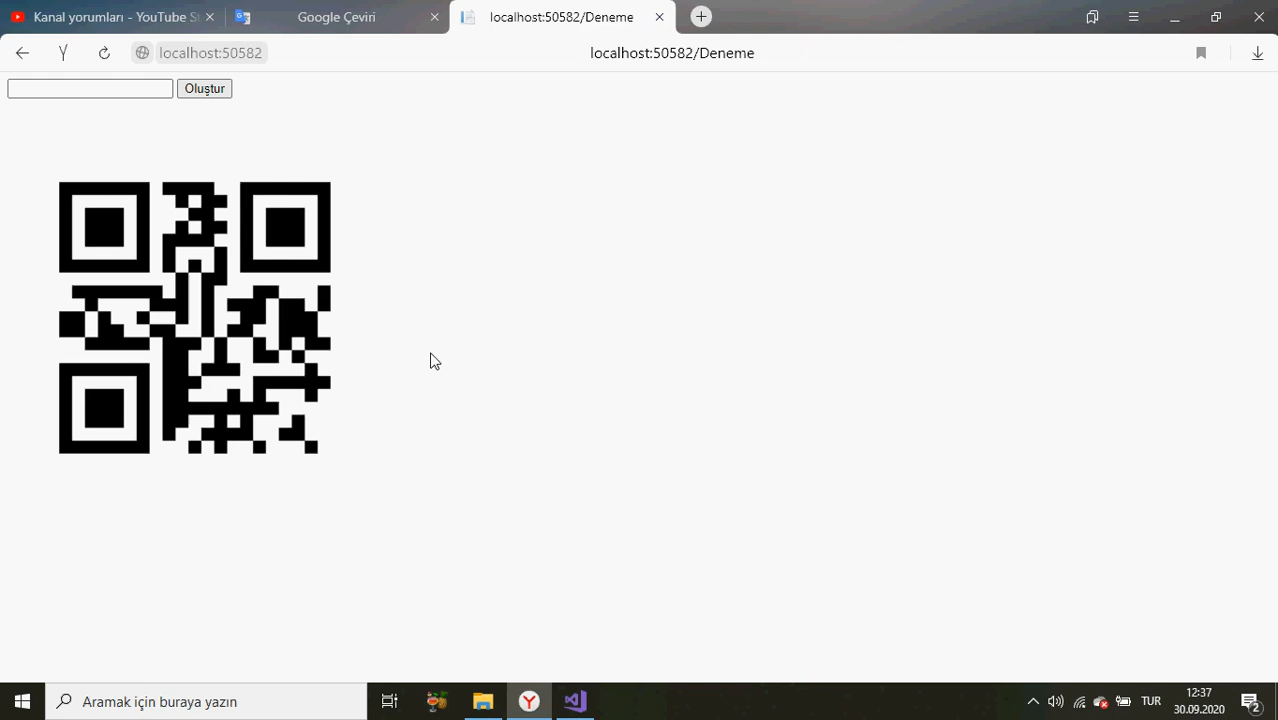 Kanal yorumları - YouTube St
Google Çeviri
localhost:50582/Deneme
localhost:50582
localhost:50582/Deneme
Oluştur
Aramak için buraya yazın
TUR
12:37
30.09.2020
2